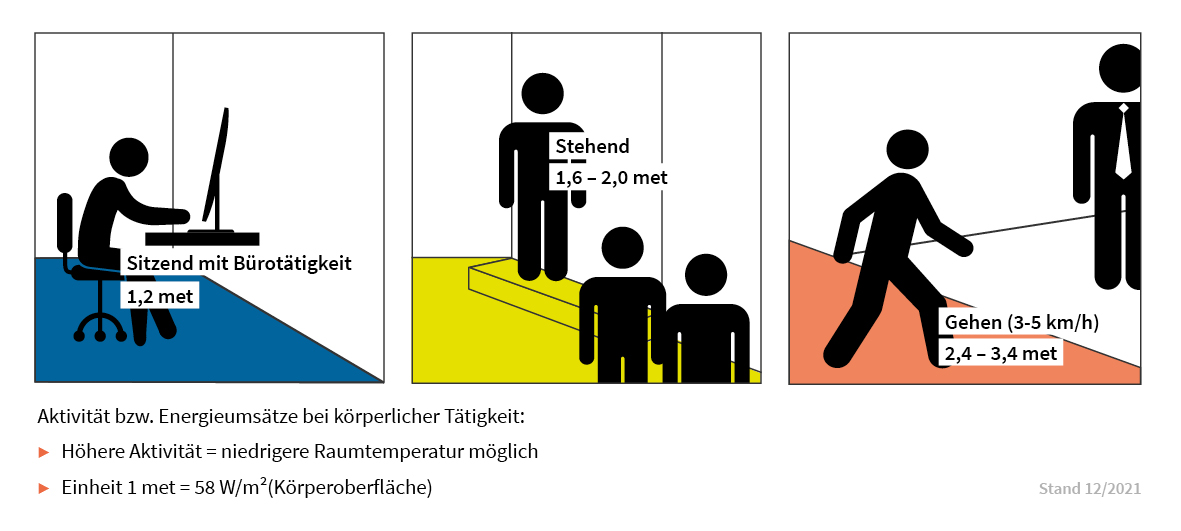 Sitzend mit Bürotätigkeit
1,2 met
Stehend
1,6 – 2,0 met
Gehen (3-5 km/h)
2,4 – 3,4 met
Aktivität bzw. Energieumsätze bei körperlicher Tätigkeit:
► Höhere Aktivität = niedrigere Raumtemperatur möglich
► Einheit 1 met = 58 W/m²(Körperoberfläche)
Stand 12/2021